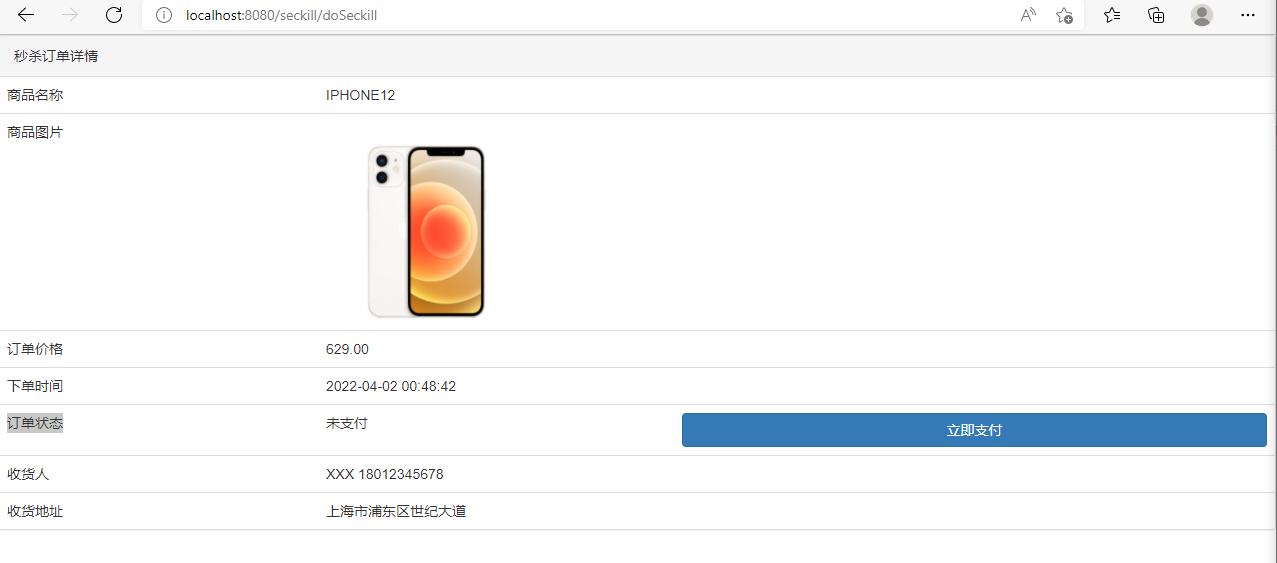 localhost:8080/seckill/doSeckill
秒杀订单详情
商品名称 IPHONE12
商品图片
订单价格 629.00
下单时间 2022-04-02 00:48:42
订单状态 未支付 立即支付
收货人 XXX 18012345678
收货地址 上海市浦东区世纪大道